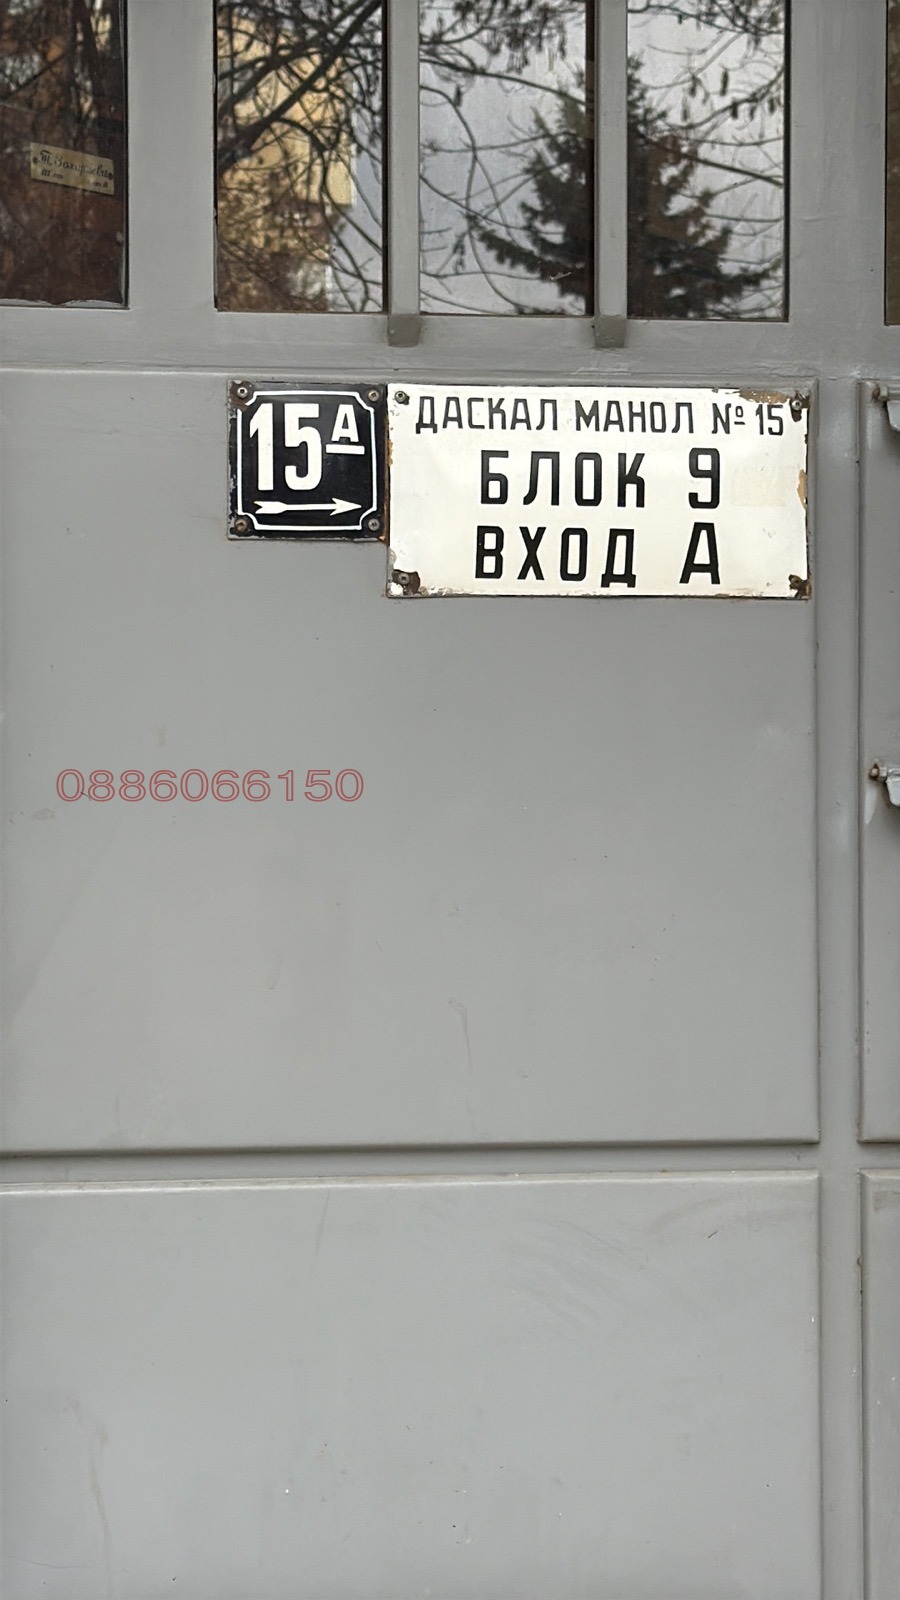 15А
ДАСКАЛ МАНОЛ № 15
БЛОК 9
ВХОД А
0886066150